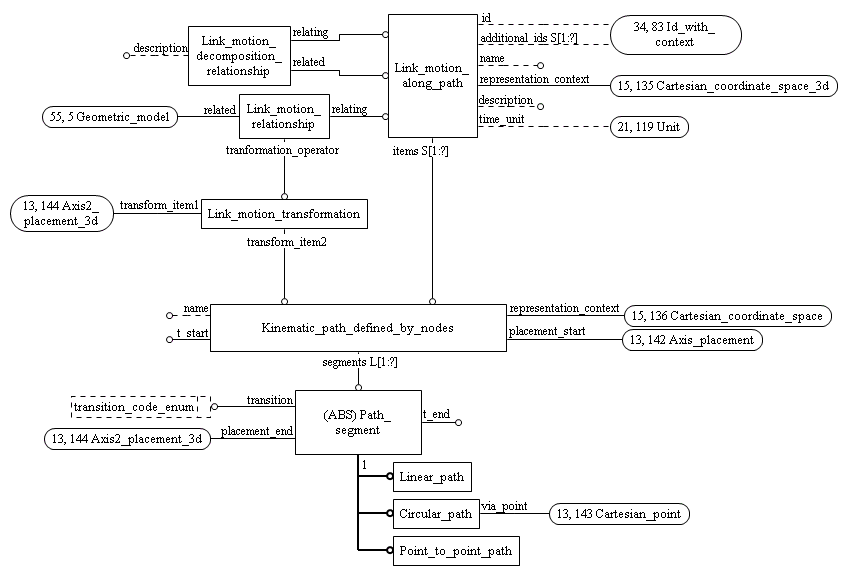 id
34, 83 Id_with_
context
description
Link_motion_
decomposition_
relationship
relating
related
additional_ids S[1:?]
name
Link_motion_
along_path
representation_context
15, 135 Cartesian_coordinate_space_3d
description
time_unit
21, 119 Unit
55, 5 Geometric_model
related
Link_motion_
relationship
relating
tranformation_operator
items S[1:?]
13, 144 Axis2_
placement_3d
transform_item1
Link_motion_transformation
transform_item2
name
t_start
Kinematic_path_defined_by_nodes
representation_context
15, 136 Cartesian_coordinate_space
placement_start
13, 142 Axis_placement
segments L[1:?]
transition_code_enum
transition
(ABS) Path_
segment
t_end
13, 144 Axis2_placement_3d
placement_end
1
Linear_path
Circular_path
via_point
13, 143 Cartesian_point
Point_to_point_path